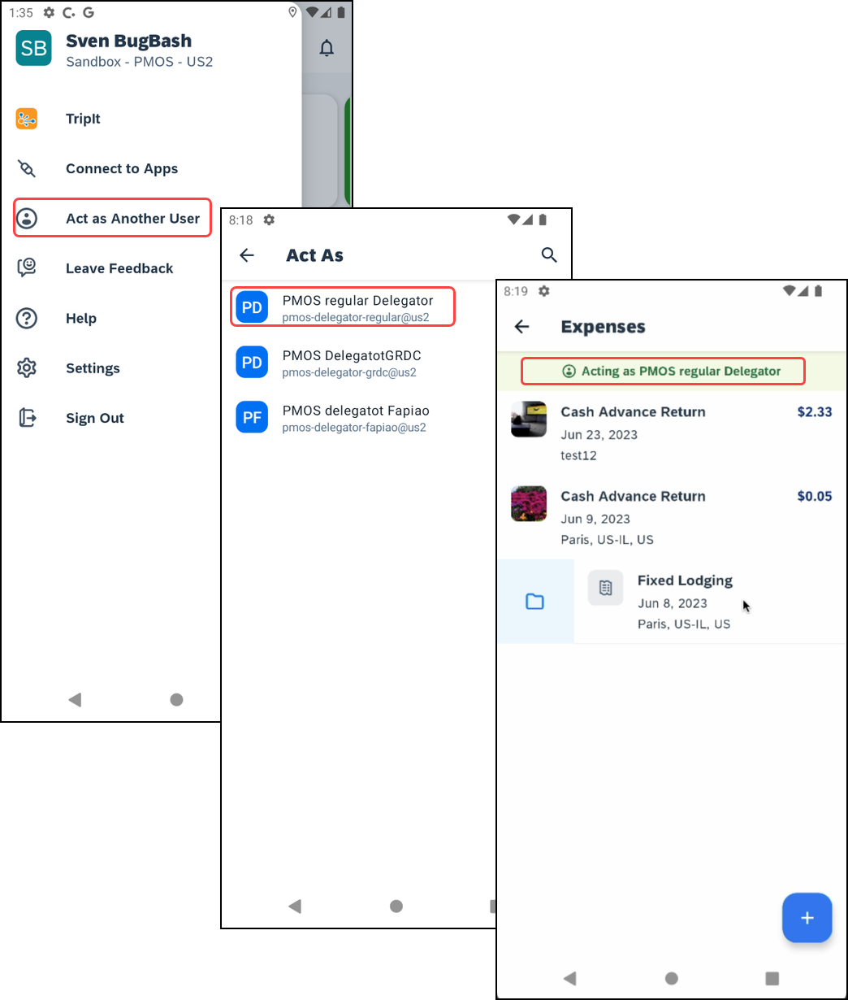 1:35
SB
Sven BugBash
Sandbox - PMOS - US2
TripIt
Connect to Apps
Act as Another User
Leave Feedback
Help
Settings
Sign Out
8:18
Act As
PD
PMOS regular Delegator
pmos-delegator-regular@us2
PD
PMOS DelegatotGRDC
pmos-delegator-grdc@us2
PF
PMOS delegatot Fapiao
pmos-delegator-fapiao@us2
8:19
Expenses
Acting as PMOS regular Delegator
Cash Advance Return $2.33
Jun 23, 2023
test12
Cash Advance Return $0.05
Jun 9, 2023
Paris, US-IL, US
Fixed Lodging
Jun 8, 2023
Paris, US-IL, US